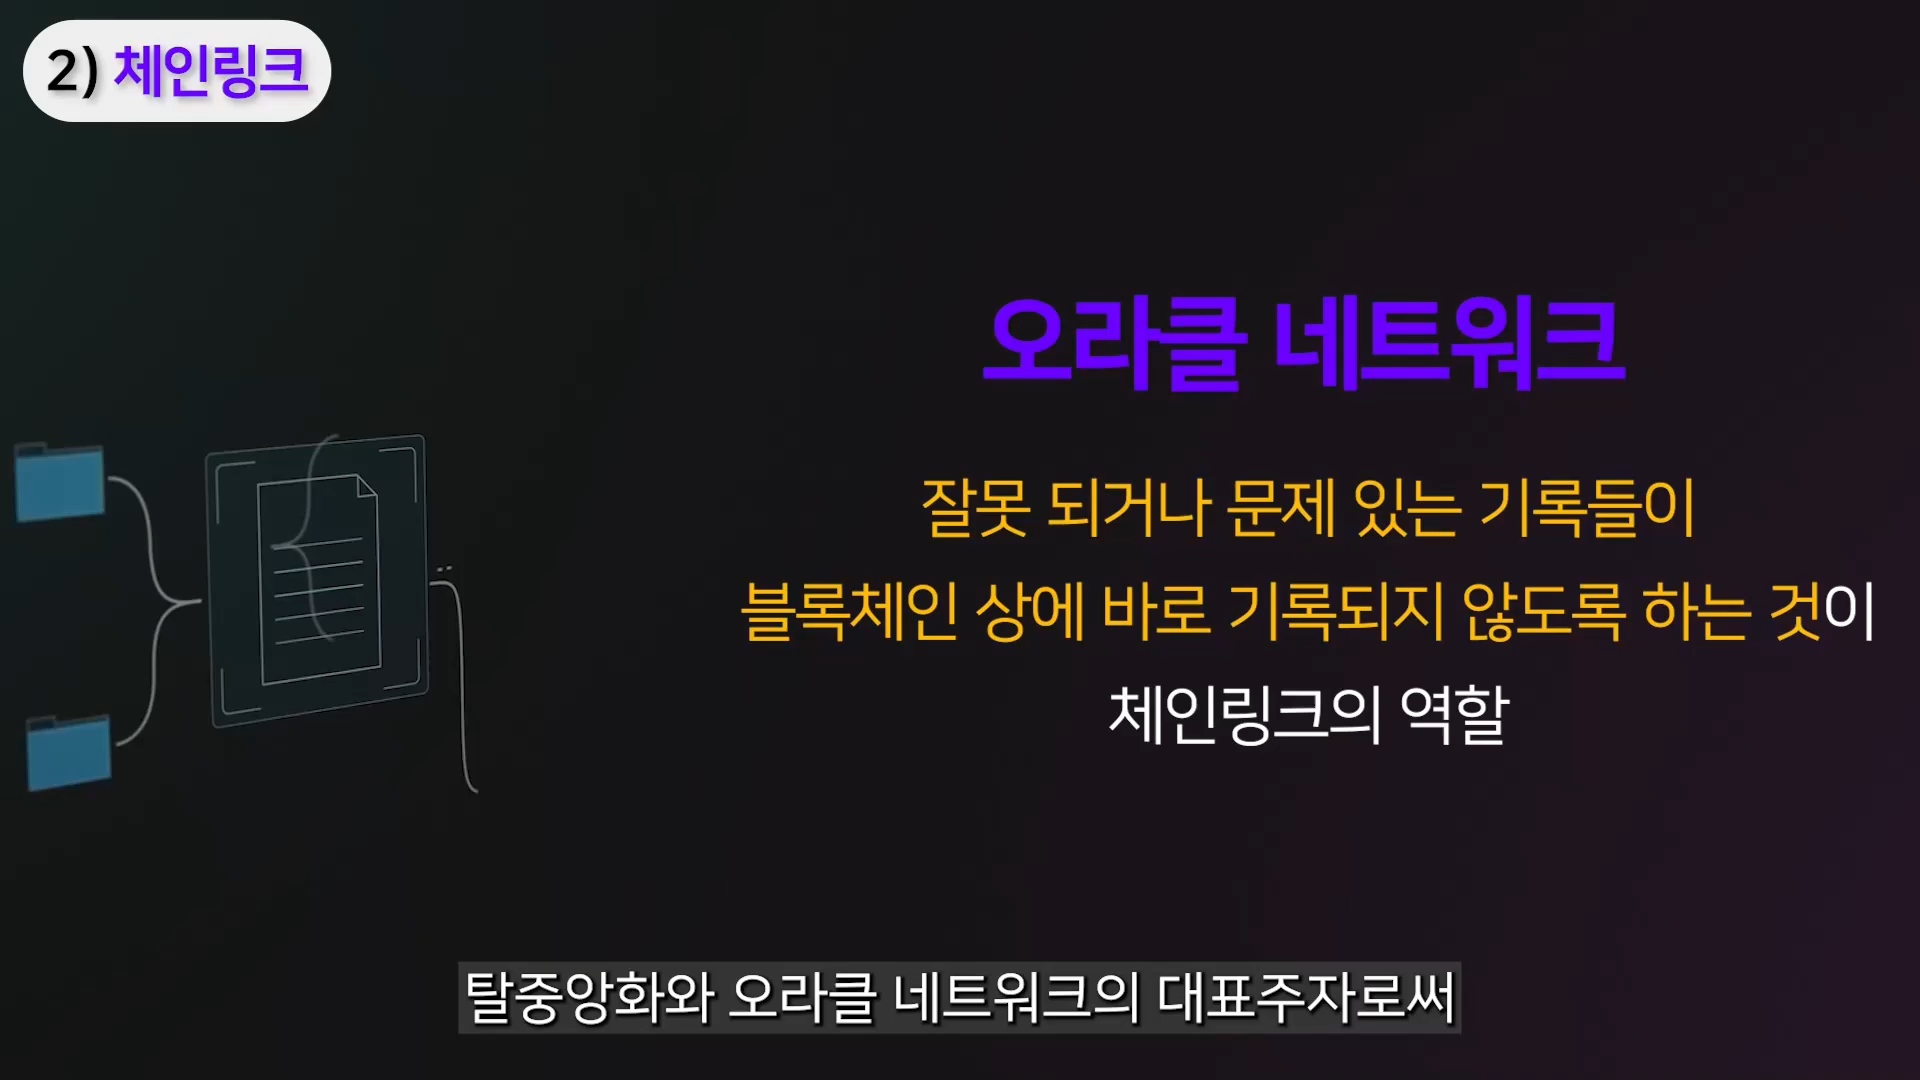 2) 체인링크
오라클 네트워크
잘못 되거나 문제 있는 기록들이
블록체인 상에 바로 기록되지 않도록 하는 것이
체인링크의 역할
탈중앙화와 오라클 네트워크의 대표주자로써